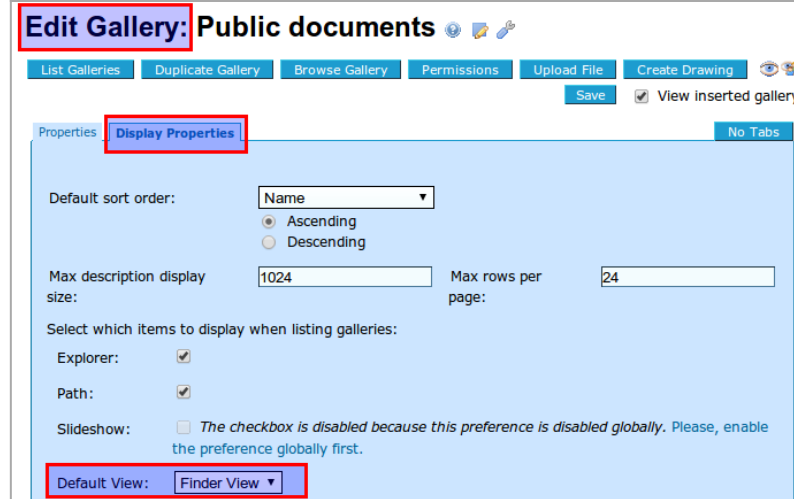 Edit Gallery: Public documents
List Galleries Duplicate Gallery Browse Gallery Permissions Upload File Create Drawing
Save View inserted gallery
Properties Display Properties No Tabs
Default sort order: Name
Ascending
Descending
Max description display size: 1024 Max rows per page: 24
Select which items to display when listing galleries:
Explorer:
Path:
Slideshow: The checkbox is disabled because this preference is disabled globally. Please, enable
the preference globally first.
Default View: Finder View